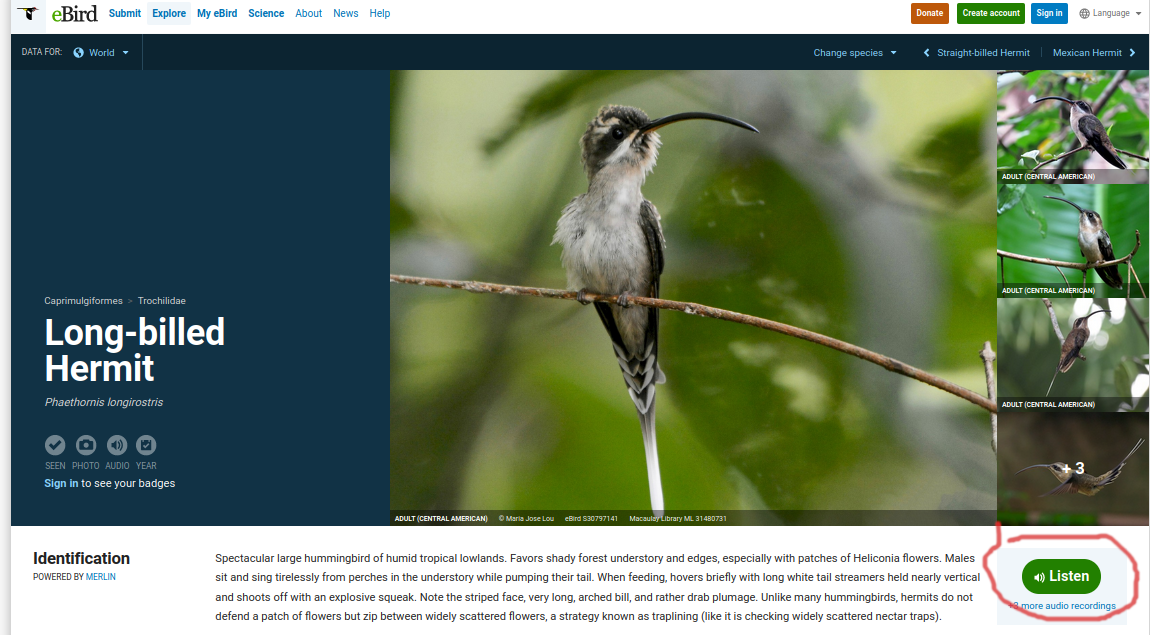 eBird Submit Explore My eBird Science About News Help Donate Create account Sign in Language
DATA FOR: World Change species Straight-billed Hermit Mexican Hermit
ADULT (CENTRAL AMERICAN)
ADULT (CENTRAL AMERICAN)
ADULT (CENTRAL AMERICAN)
+ 3
Caprimulgiformes > Trochilidae
Long-billed
Hermit
Phaethornis longirostris
SEEN PHOTO AUDIO YEAR
Sign in to see your badges
ADULT (CENTRAL AMERICAN) © Maria Jose Lou eBird S30797141 Macaulay Library ML 31480731
Identification
POWERED BY MERLIN
Spectacular large hummingbird of humid tropical lowlands. Favors shady forest understory and edges, especially with patches of Heliconia flowers. Males
sit and sing tirelessly from perches in the understory while pumping their tail. When feeding, hovers briefly with long white tail streamers held nearly vertical
and shoots off with an explosive squeak. Note the striped face, very long, arched bill, and rather drab plumage. Unlike many hummingbirds, hermits do not
defend a patch of flowers but zip between widely scattered flowers, a strategy known as traplining (like it is checking widely scattered nectar traps).
Listen
+3 more audio recordings